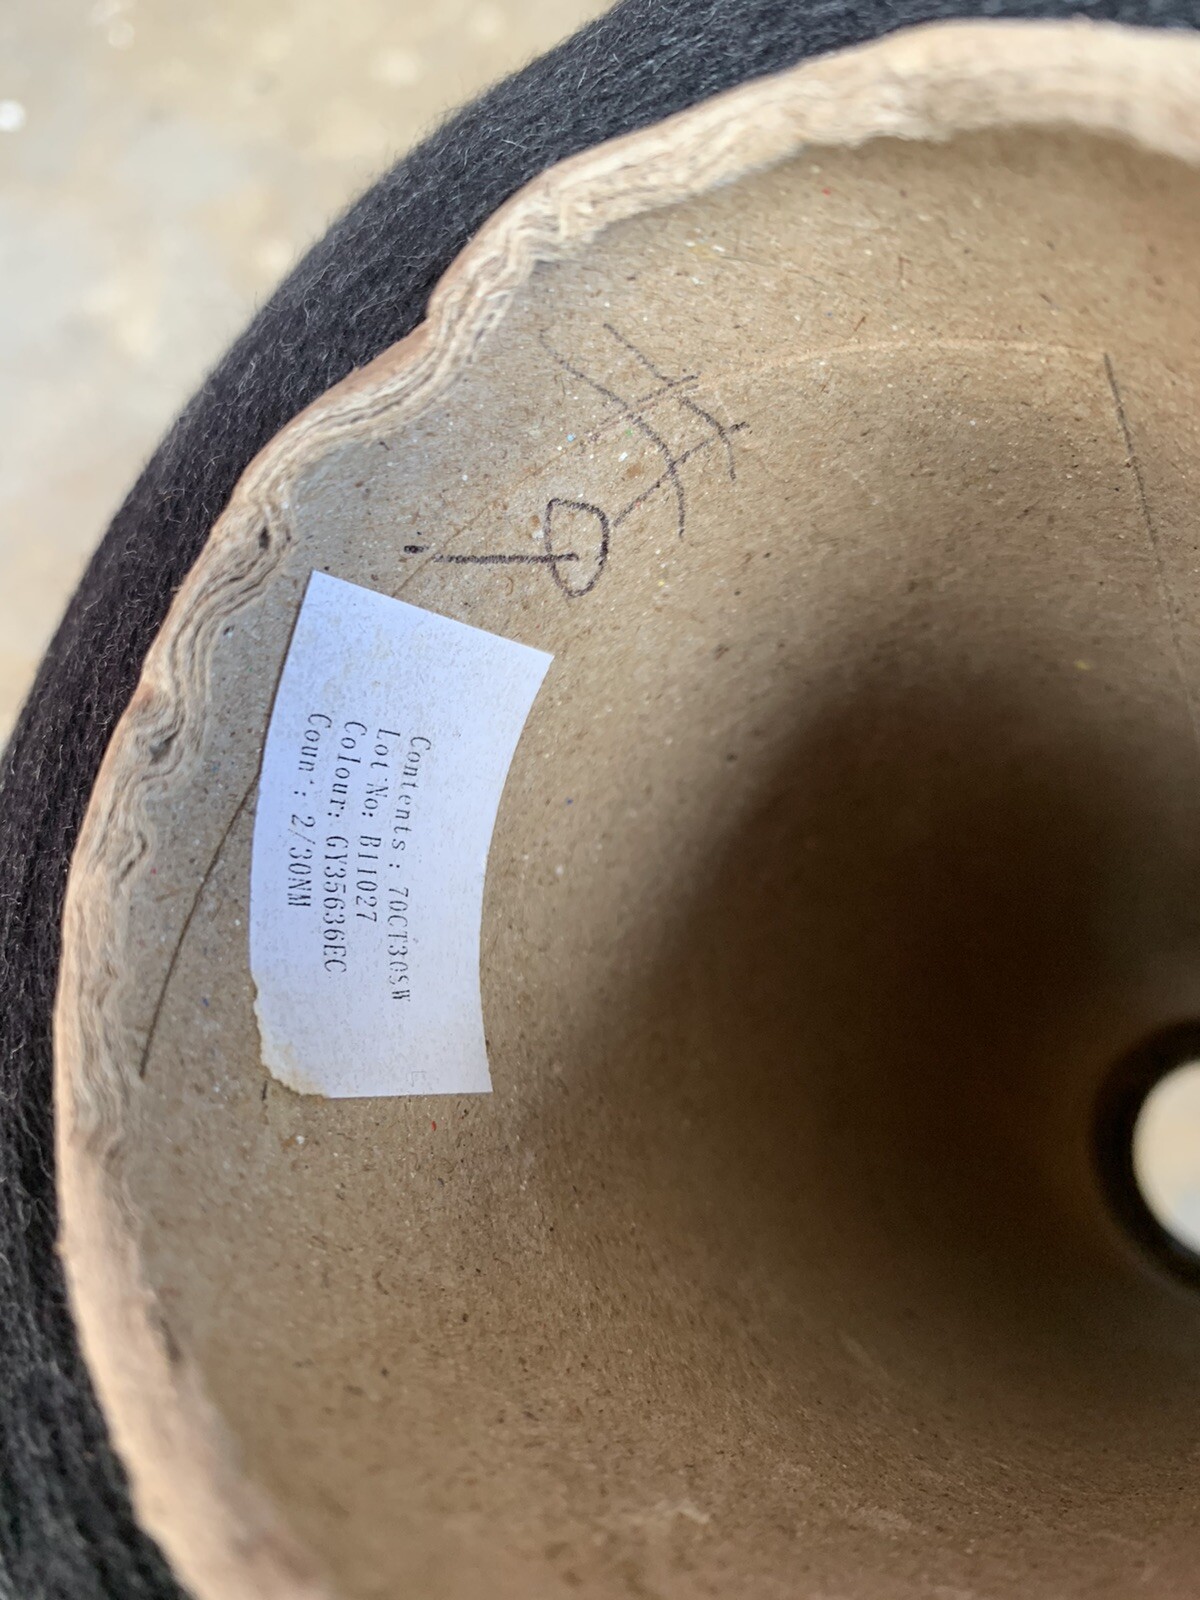 Contents: 70CT30SW
Lot No: B11027
Colour: GY35636EC
Coun: 2/30NM